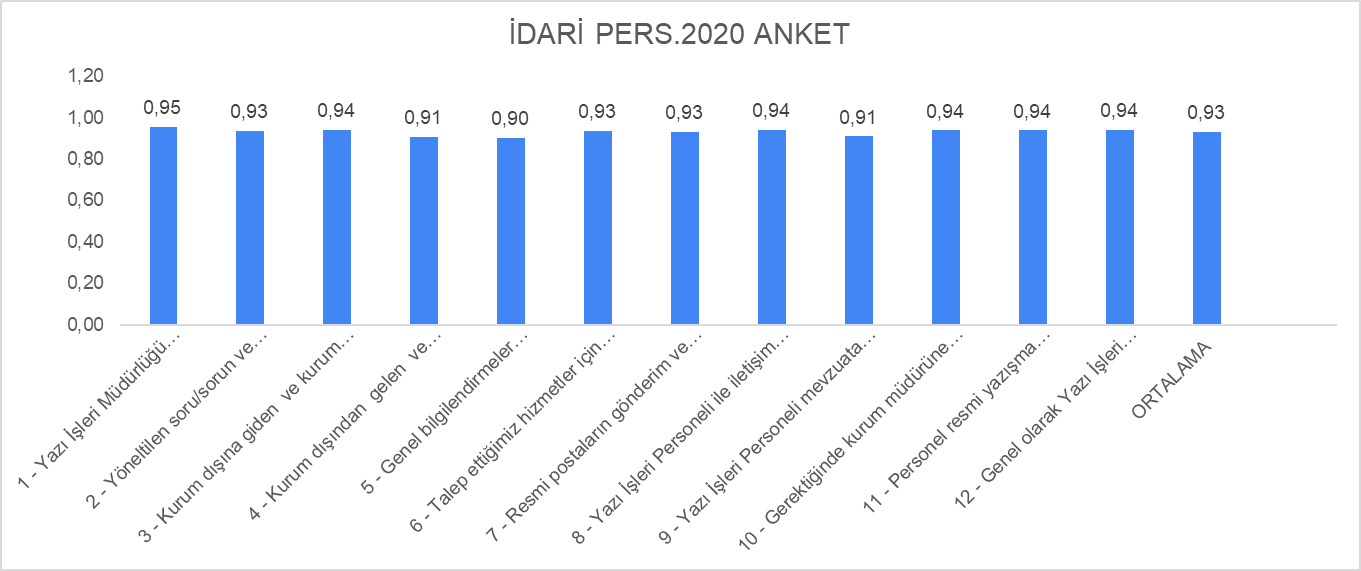 İDARİ PERS.2020 ANKET
1,20
1,00
0,80
0,60
0,40
0,20
0,00
0,95
0,93
0,94
0,91
0,90
0,93
0,93
0,94
0,91
0,94
0,94
0,94
0,93
1 - Yazı İşleri Müdürlüğü…
2 - Yöneltilen soru/sorun ve…
3 - Kurum dışına giden ve kurum…
4 - Kurum dışından gelen ve…
5 - Genel bilgilendirmeler…
6 - Talep ettiğimiz hizmetler için…
7 - Resmi postaların gönderim ve…
8 - Yazı İşleri Personeli ile iletişim…
9 - Yazı İşleri Personeli mevzuata…
10 - Gerektiğinde kurum müdürüne…
11 - Personel resmi yazışma…
12 - Genel olarak Yazı İşleri…
ORTALAMA